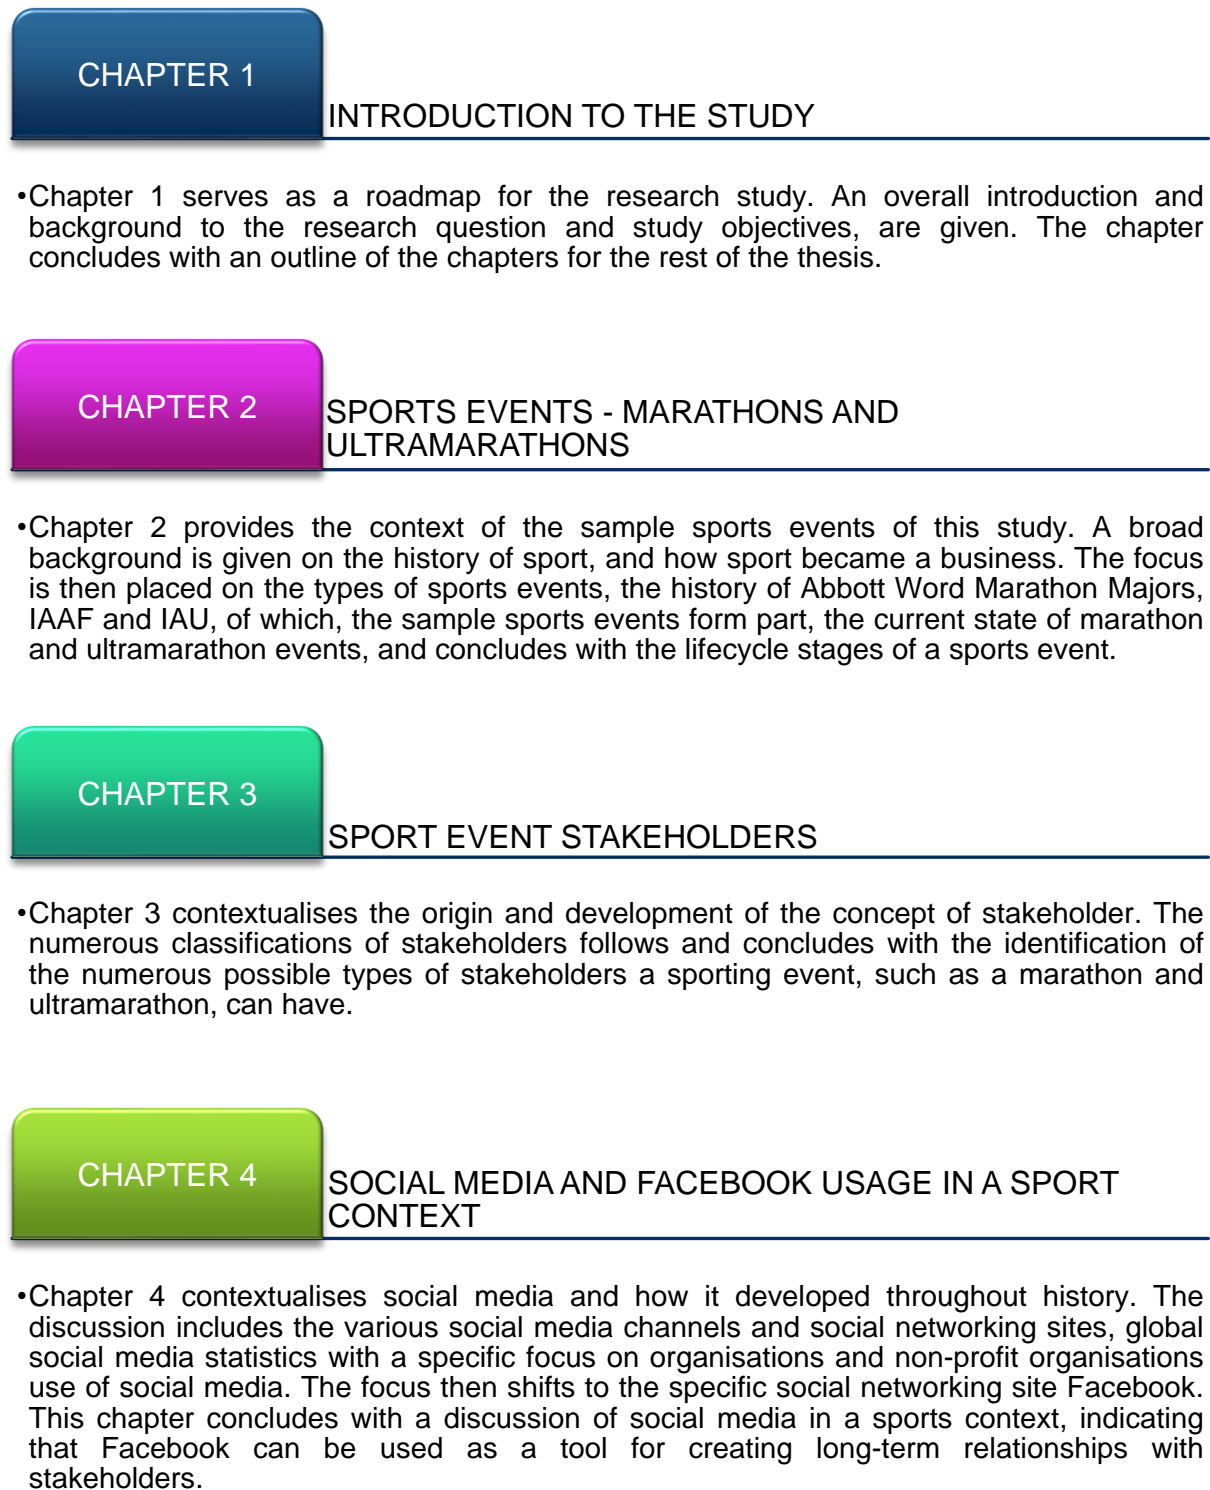 CHAPTER 1
INTRODUCTION TO THE STUDY
•Chapter 1 serves as a roadmap for the research study. An overall introduction and
background to the research question and study objectives, are given. The chapter
concludes with an outline of the chapters for the rest of the thesis.
CHAPTER 2
SPORTS EVENTS - MARATHONS AND
ULTRAMARATHONS
•Chapter 2 provides the context of the sample sports events of this study. A broad
background is given on the history of sport, and how sport became a business. The focus
is then placed on the types of sports events, the history of Abbott Word Marathon Majors,
IAAF and IAU, of which, the sample sports events form part, the current state of marathon
and ultramarathon events, and concludes with the lifecycle stages of a sports event.
CHAPTER 3
SPORT EVENT STAKEHOLDERS
•Chapter 3 contextualises the origin and development of the concept of stakeholder. The
numerous classifications of stakeholders follows and concludes with the identification of
the numerous possible types of stakeholders a sporting event, such as a marathon and
ultramarathon, can have.
CHAPTER 4
SOCIAL MEDIA AND FACEBOOK USAGE IN A SPORT
CONTEXT
•Chapter 4 contextualises social media and how it developed throughout history. The
discussion includes the various social media channels and social networking sites, global
social media statistics with a specific focus on organisations and non-profit organisations
use of social media. The focus then shifts to the specific social networking site Facebook.
This chapter concludes with a discussion of social media in a sports context, indicating
that Facebook can be used as a tool for creating long-term relationships with
stakeholders.